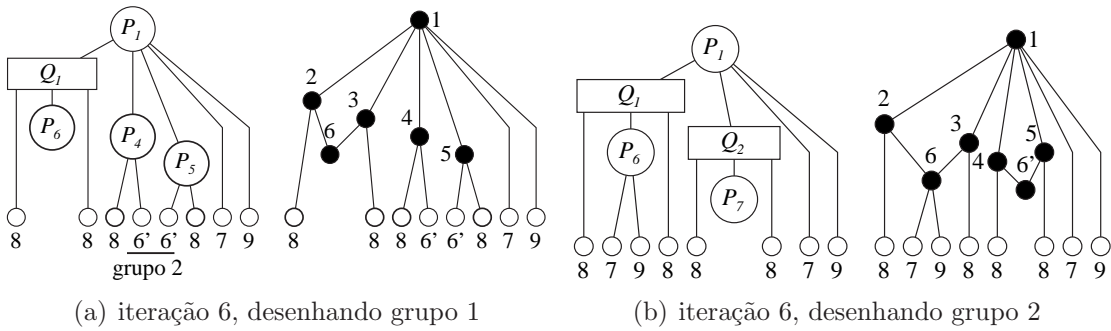 P1
1
Q1
2
3
P6
P4
6
4
P5
5
8 8 8 6' 6' 8 7 9
8 8 8 6' 6' 8 7 9
grupo 2
(a) iteração 6, desenhando grupo 1
P1
1
Q1
2
3
5
P6
Q2
6
4
6'
P7
8 7 9 8 8 8 7 9
8 7 9 8 8 8 7 9
(b) iteração 6, desenhando grupo 2